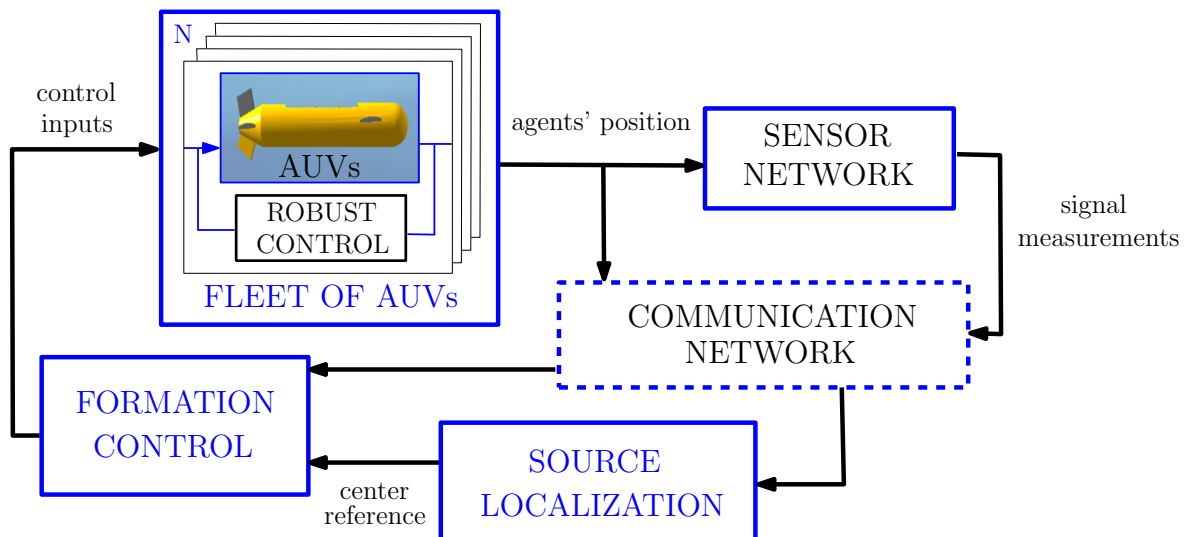 N
control
inputs
AUVs
ROBUST
CONTROL
FLEET OF AUVs
agents' position
SENSOR
NETWORK
signal
measurements
COMMUNICATION
NETWORK
FORMATION
CONTROL
center
reference
SOURCE
LOCALIZATION